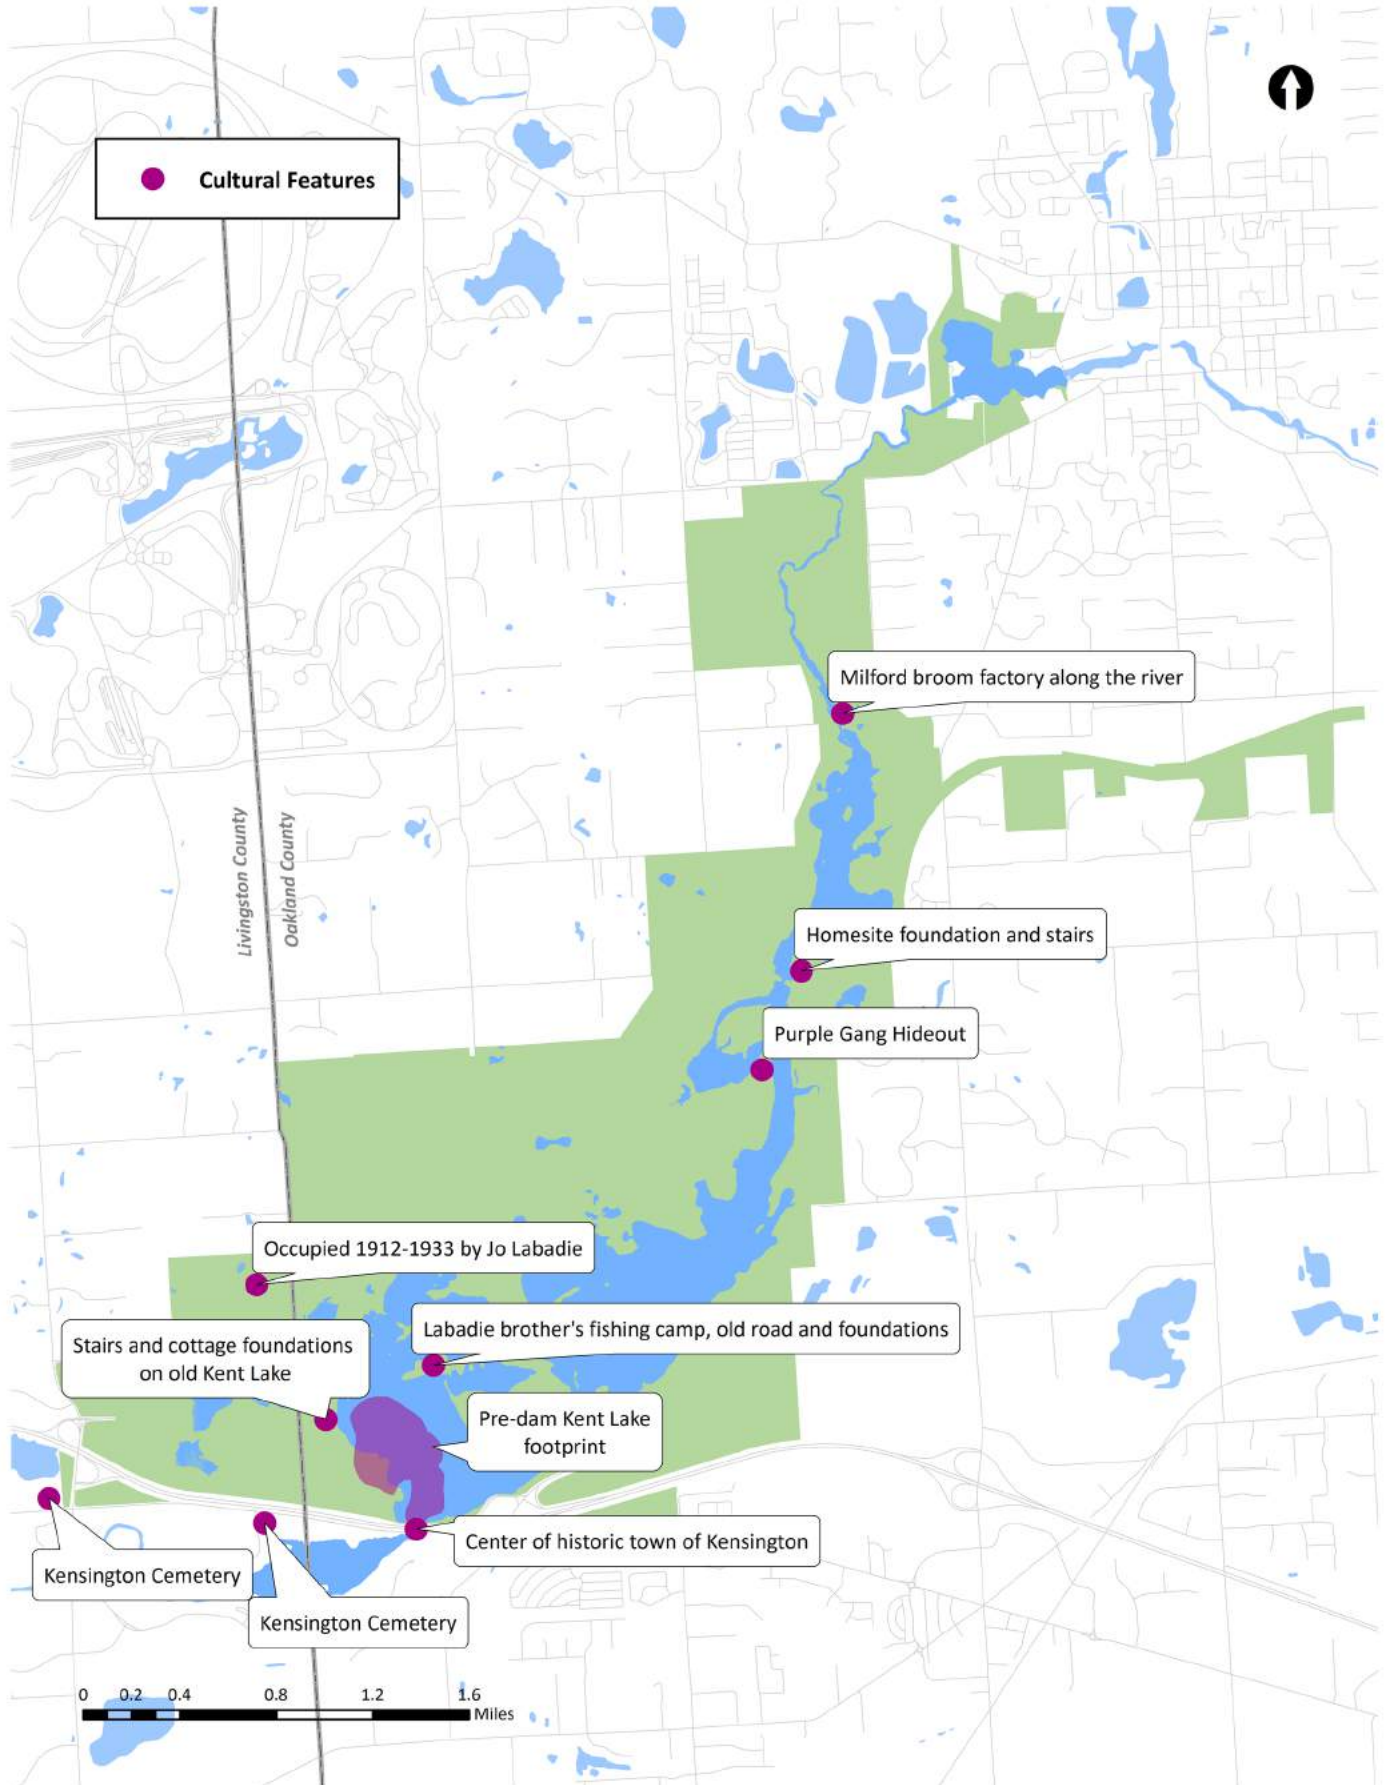 Cultural Features
Milford broom factory along the river
Livingston County
Oakland County
Homesite foundation and stairs
Purple Gang Hideout
Occupied 1912-1933 by Jo Labadie
Labadie brother's fishing camp, old road and foundations
Stairs and cottage foundations
on old Kent Lake
Pre-dam Kent Lake
footprint
Center of historic town of Kensington
Kensington Cemetery
Kensington Cemetery
0 0.2 0.4 0.8 1.2 1.6
Miles